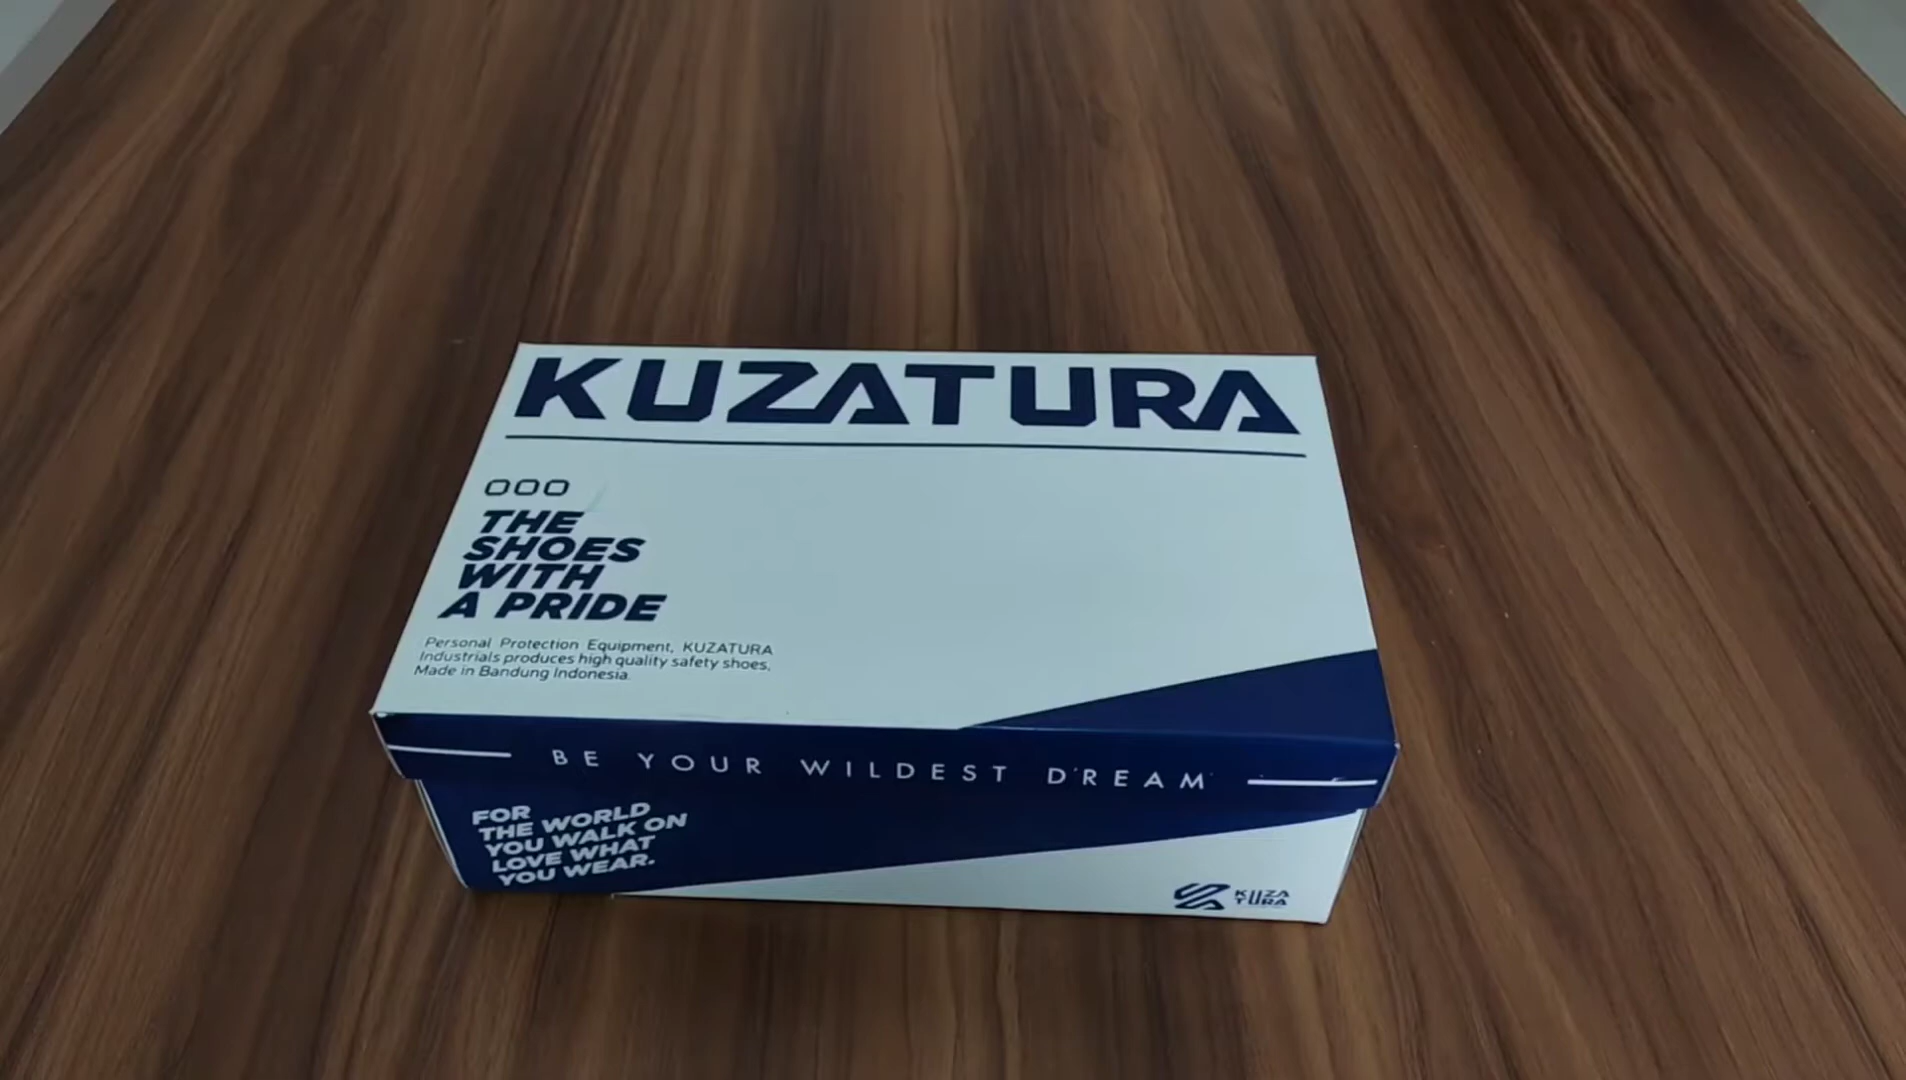 KUZATURA
OOO
THE
SHOES
WITH
A PRIDE
Personal Protection Equipment, KUZATURA
Industrials produces high quality safety shoes,
Made in Bandung Indonesia.
BE YOUR WILDEST DREAM
FOR
THE WORLD
YOU WALK ON
LOVE WHAT
YOU WEAR.
KUZA
TURA